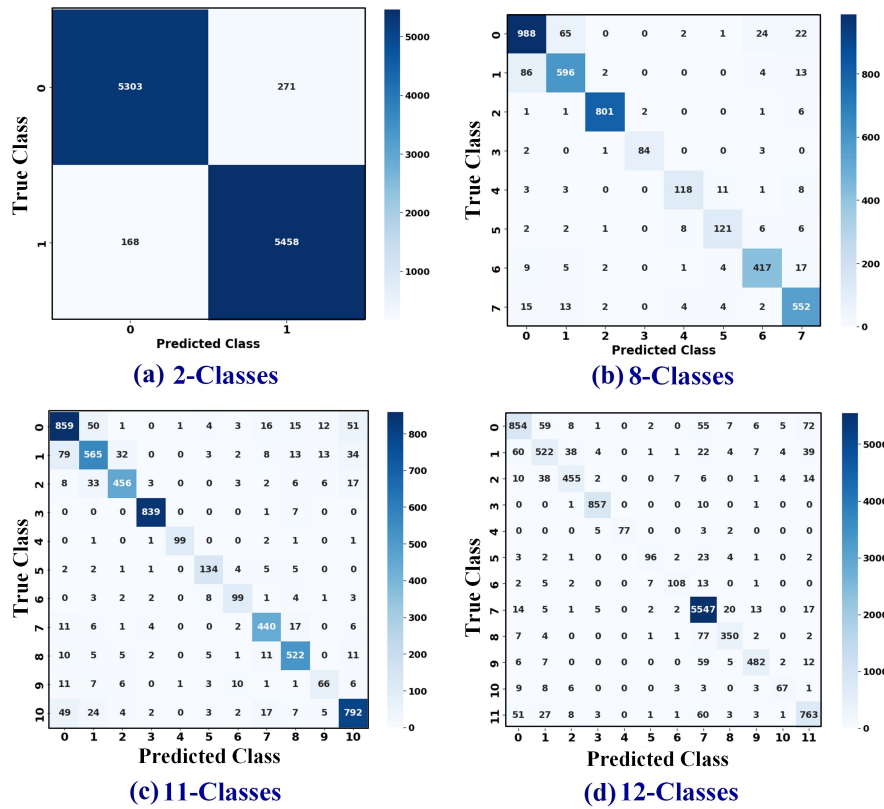 0 988 65 0 0 2 1 24 22
1 86 596 2 0 0 0 4 13
2 1 1 801 2 0 0 1 6
3 2 0 1 84 0 0 3 0
4 3 3 0 0 118 11 1 8
5 2 2 1 0 8 121 6 6
6 9 5 2 0 1 4 417 17
7 15 13 2 0 4 4 2 552
0 1 2 3 4 5 6 7
True Class
Predicted Class
800
600
400
200
0
(b) 8-Classes
0 5303 271
1 168 5458
0 1
True Class
Predicted Class
5000
4000
3000
2000
1000
(a) 2-Classes
0 859 50 1 0 1 4 3 16 15 12 51
1 79 565 32 0 0 3 2 8 13 13 34
2 8 33 456 3 0 0 3 2 6 6 17
3 0 0 0 839 0 0 0 1 7 0 0
4 0 1 0 1 99 0 0 2 1 0 1
5 2 2 1 1 0 134 4 5 5 0 2
6 0 3 2 2 0 8 99 1 4 1 3
7 11 6 1 4 0 0 2 440 17 0 6
8 10 5 5 2 0 5 1 11 522 0 11
9 11 7 6 0 1 3 10 1 1 66 6
10 49 24 4 2 0 3 2 17 7 5 792
0 1 2 3 4 5 6 7 8 9 10
True Class
Predicted Class
800
700
600
500
400
300
200
100
0
(c) 11-Classes
0 854 59 8 1 0 2 0 55 7 6 5 72
1 60 522 38 4 0 1 1 22 4 7 4 39
2 10 38 455 2 0 0 7 6 0 1 4 14
3 0 0 1 857 0 0 0 10 0 1 0 0
4 0 0 0 5 77 0 0 3 2 0 0 0
5 3 2 1 0 0 96 2 23 4 1 0 2
6 2 5 2 0 0 7 108 13 0 1 0 0
7 14 5 1 5 0 2 2 5547 20 13 0 17
8 7 4 0 0 0 1 1 77 350 2 0 2
9 6 7 0 0 0 0 0 59 5 482 2 12
10 9 8 6 0 0 0 3 3 0 3 67 1
11 51 27 8 3 0 1 1 60 3 3 1 763
0 1 2 3 4 5 6 7 8 9 10 11
True Class
Predicted Class
5000
4000
3000
2000
1000
0
(d) 12-Classes